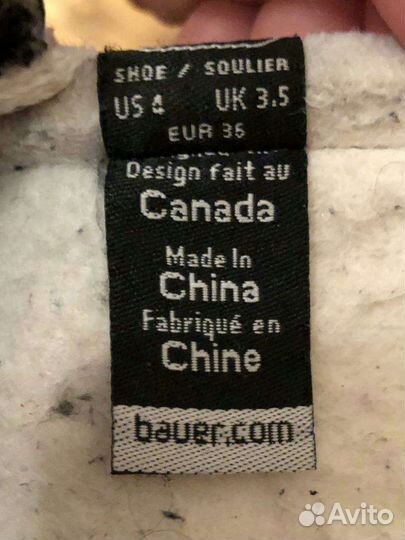 SHOE / SOULIER
US 4 UK 3.5
EUR 36
Design fait au
Canada
Made In
China
Fabriqué en
Chine
bauer.com
Avito